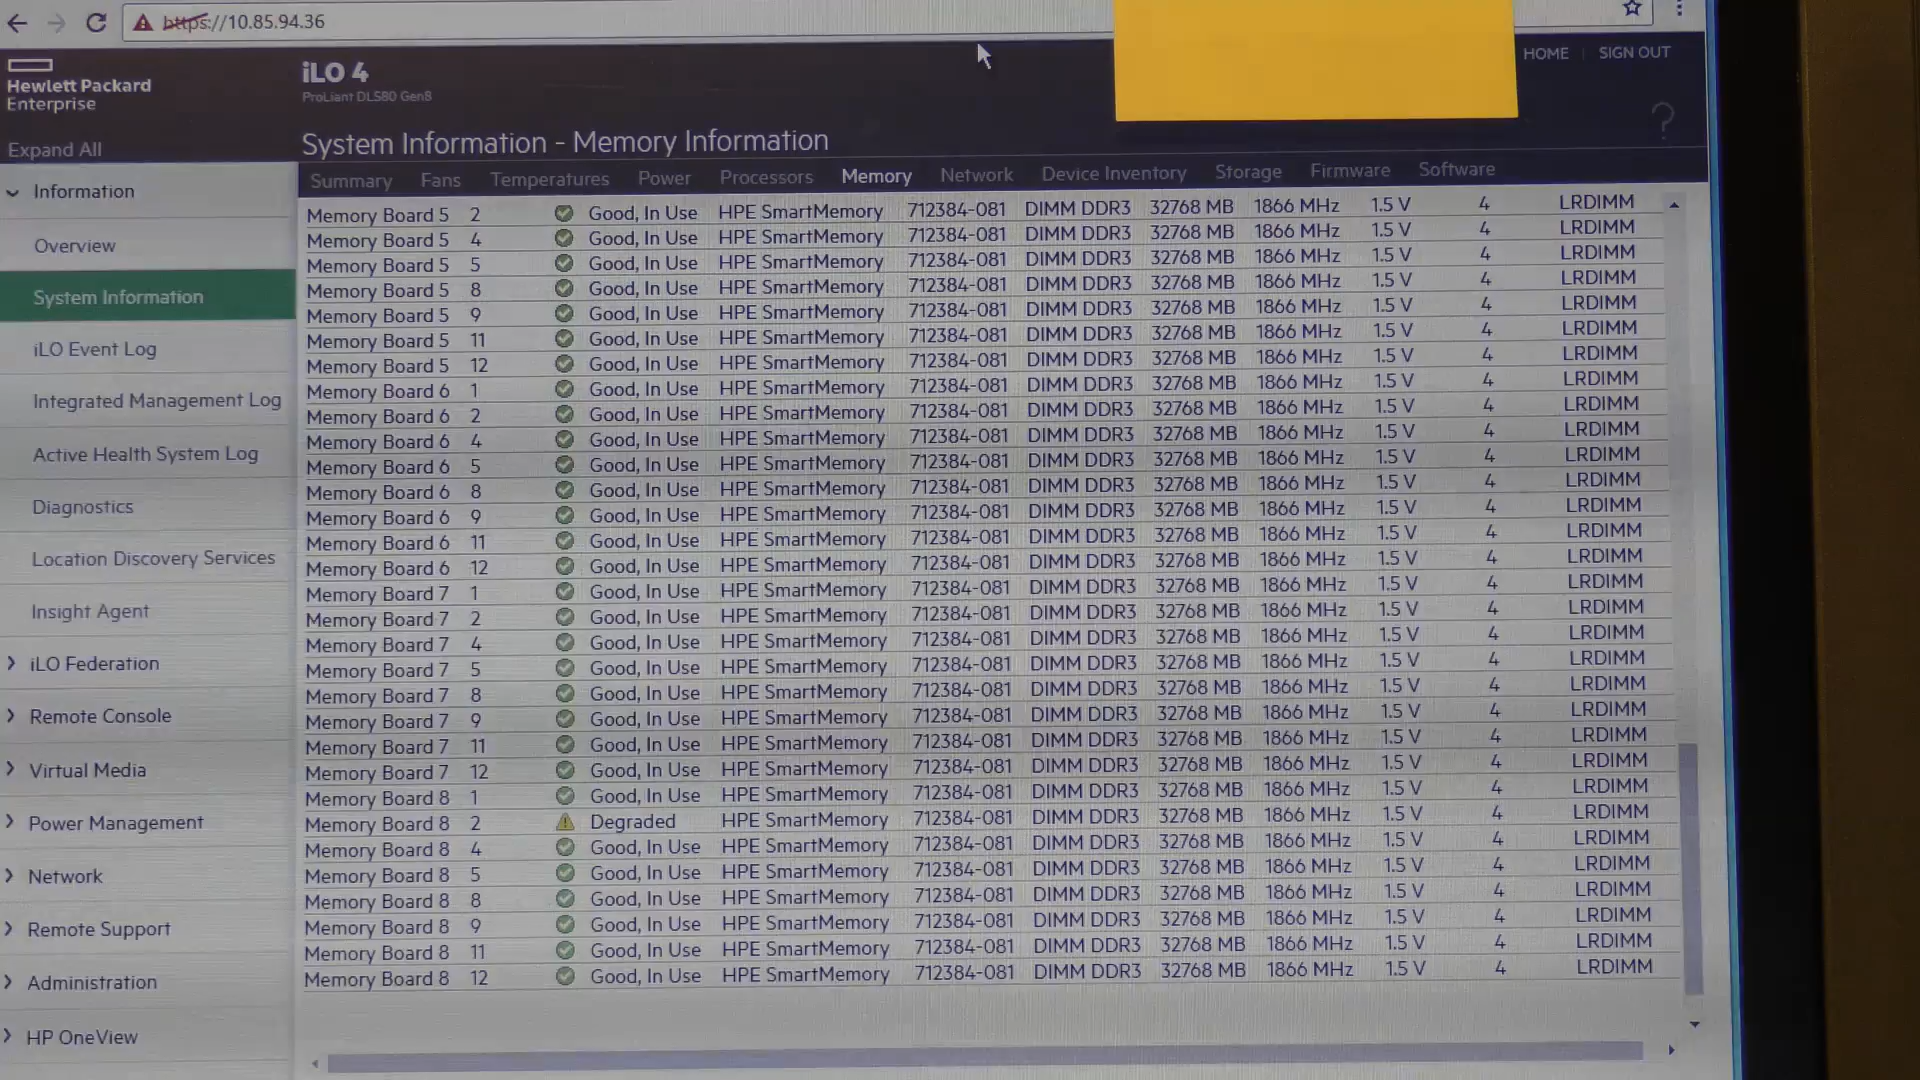 https://10.85.94.36
Hewlett Packard
Enterprise
iLO 4
ProLiant DL580 Gen8
HOME | SIGN OUT
?
Expand All
System Information - Memory Information
Summary Fans Temperatures Power Processors Memory Network Device Inventory Storage Firmware Software
Information
Overview
System Information
iLO Event Log
Integrated Management Log
Active Health System Log
Diagnostics
Location Discovery Services
Insight Agent
iLO Federation
Remote Console
Virtual Media
Power Management
Network
Remote Support
Administration
HP OneView
Memory Board 5 2 Good, In Use HPE SmartMemory 712384-081 DIMM DDR3 32768 MB 1866 MHz 1.5 V 4 LRDIMM
Memory Board 5 4 Good, In Use HPE SmartMemory 712384-081 DIMM DDR3 32768 MB 1866 MHz 1.5 V 4 LRDIMM
Memory Board 5 5 Good, In Use HPE SmartMemory 712384-081 DIMM DDR3 32768 MB 1866 MHz 1.5 V 4 LRDIMM
Memory Board 5 8 Good, In Use HPE SmartMemory 712384-081 DIMM DDR3 32768 MB 1866 MHz 1.5 V 4 LRDIMM
Memory Board 5 9 Good, In Use HPE SmartMemory 712384-081 DIMM DDR3 32768 MB 1866 MHz 1.5 V 4 LRDIMM
Memory Board 5 11 Good, In Use HPE SmartMemory 712384-081 DIMM DDR3 32768 MB 1866 MHz 1.5 V 4 LRDIMM
Memory Board 5 12 Good, In Use HPE SmartMemory 712384-081 DIMM DDR3 32768 MB 1866 MHz 1.5 V 4 LRDIMM
Memory Board 6 1 Good, In Use HPE SmartMemory 712384-081 DIMM DDR3 32768 MB 1866 MHz 1.5 V 4 LRDIMM
Memory Board 6 2 Good, In Use HPE SmartMemory 712384-081 DIMM DDR3 32768 MB 1866 MHz 1.5 V 4 LRDIMM
Memory Board 6 4 Good, In Use HPE SmartMemory 712384-081 DIMM DDR3 32768 MB 1866 MHz 1.5 V 4 LRDIMM
Memory Board 6 5 Good, In Use HPE SmartMemory 712384-081 DIMM DDR3 32768 MB 1866 MHz 1.5 V 4 LRDIMM
Memory Board 6 8 Good, In Use HPE SmartMemory 712384-081 DIMM DDR3 32768 MB 1866 MHz 1.5 V 4 LRDIMM
Memory Board 6 9 Good, In Use HPE SmartMemory 712384-081 DIMM DDR3 32768 MB 1866 MHz 1.5 V 4 LRDIMM
Memory Board 6 11 Good, In Use HPE SmartMemory 712384-081 DIMM DDR3 32768 MB 1866 MHz 1.5 V 4 LRDIMM
Memory Board 6 12 Good, In Use HPE SmartMemory 712384-081 DIMM DDR3 32768 MB 1866 MHz 1.5 V 4 LRDIMM
Memory Board 7 1 Good, In Use HPE SmartMemory 712384-081 DIMM DDR3 32768 MB 1866 MHz 1.5 V 4 LRDIMM
Memory Board 7 2 Good, In Use HPE SmartMemory 712384-081 DIMM DDR3 32768 MB 1866 MHz 1.5 V 4 LRDIMM
Memory Board 7 4 Good, In Use HPE SmartMemory 712384-081 DIMM DDR3 32768 MB 1866 MHz 1.5 V 4 LRDIMM
Memory Board 7 5 Good, In Use HPE SmartMemory 712384-081 DIMM DDR3 32768 MB 1866 MHz 1.5 V 4 LRDIMM
Memory Board 7 8 Good, In Use HPE SmartMemory 712384-081 DIMM DDR3 32768 MB 1866 MHz 1.5 V 4 LRDIMM
Memory Board 7 9 Good, In Use HPE SmartMemory 712384-081 DIMM DDR3 32768 MB 1866 MHz 1.5 V 4 LRDIMM
Memory Board 7 11 Good, In Use HPE SmartMemory 712384-081 DIMM DDR3 32768 MB 1866 MHz 1.5 V 4 LRDIMM
Memory Board 7 12 Good, In Use HPE SmartMemory 712384-081 DIMM DDR3 32768 MB 1866 MHz 1.5 V 4 LRDIMM
Memory Board 8 1 Good, In Use HPE SmartMemory 712384-081 DIMM DDR3 32768 MB 1866 MHz 1.5 V 4 LRDIMM
Memory Board 8 2 Degraded HPE SmartMemory 712384-081 DIMM DDR3 32768 MB 1866 MHz 1.5 V 4 LRDIMM
Memory Board 8 4 Good, In Use HPE SmartMemory 712384-081 DIMM DDR3 32768 MB 1866 MHz 1.5 V 4 LRDIMM
Memory Board 8 5 Good, In Use HPE SmartMemory 712384-081 DIMM DDR3 32768 MB 1866 MHz 1.5 V 4 LRDIMM
Memory Board 8 8 Good, In Use HPE SmartMemory 712384-081 DIMM DDR3 32768 MB 1866 MHz 1.5 V 4 LRDIMM
Memory Board 8 9 Good, In Use HPE SmartMemory 712384-081 DIMM DDR3 32768 MB 1866 MHz 1.5 V 4 LRDIMM
Memory Board 8 11 Good, In Use HPE SmartMemory 712384-081 DIMM DDR3 32768 MB 1866 MHz 1.5 V 4 LRDIMM
Memory Board 8 12 Good, In Use HPE SmartMemory 712384-081 DIMM DDR3 32768 MB 1866 MHz 1.5 V 4 LRDIMM